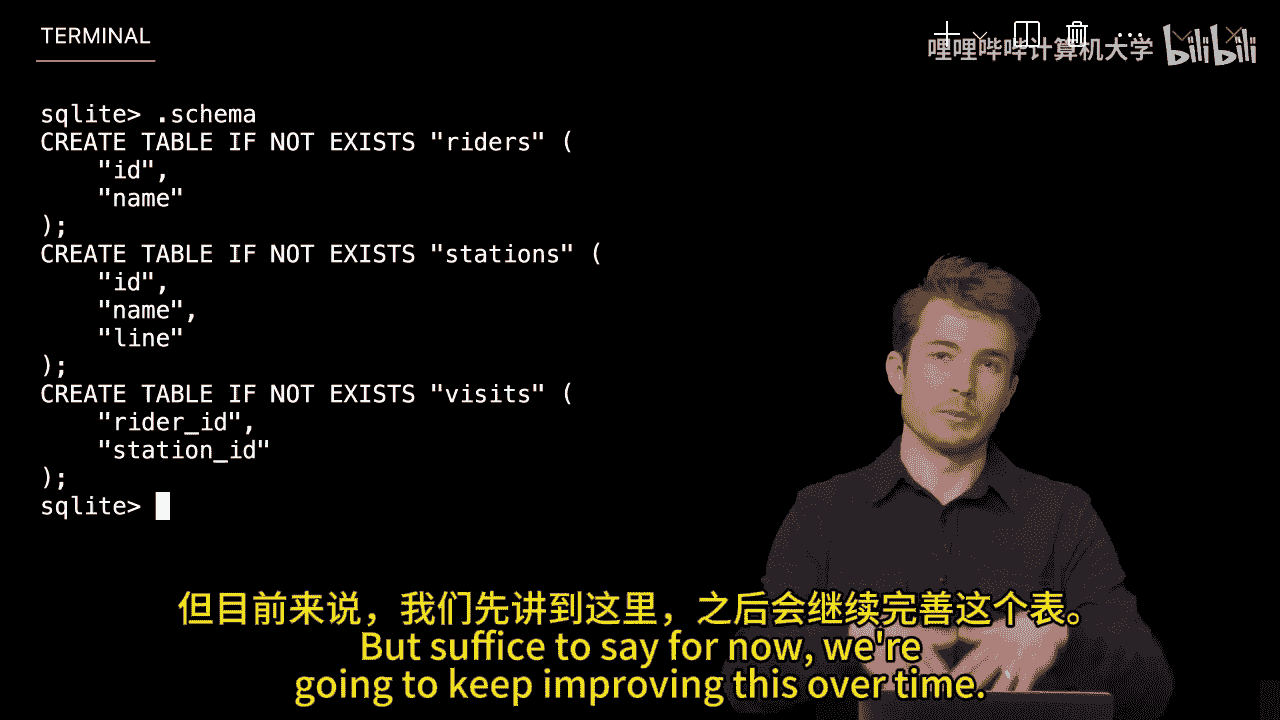 TERMINAL
哩哩哔哔计算机大学 bilibili
sqlite> .schema
CREATE TABLE IF NOT EXISTS "riders" (
    "id",
    "name"
);
CREATE TABLE IF NOT EXISTS "stations" (
    "id",
    "name",
    "line"
);
CREATE TABLE IF NOT EXISTS "visits" (
    "rider_id",
    "station_id"
);
sqlite>
但目前来说，我们先讲到这里，之后会继续完善这个表。
But suffice to say for now, we're
going to keep improving this over time.